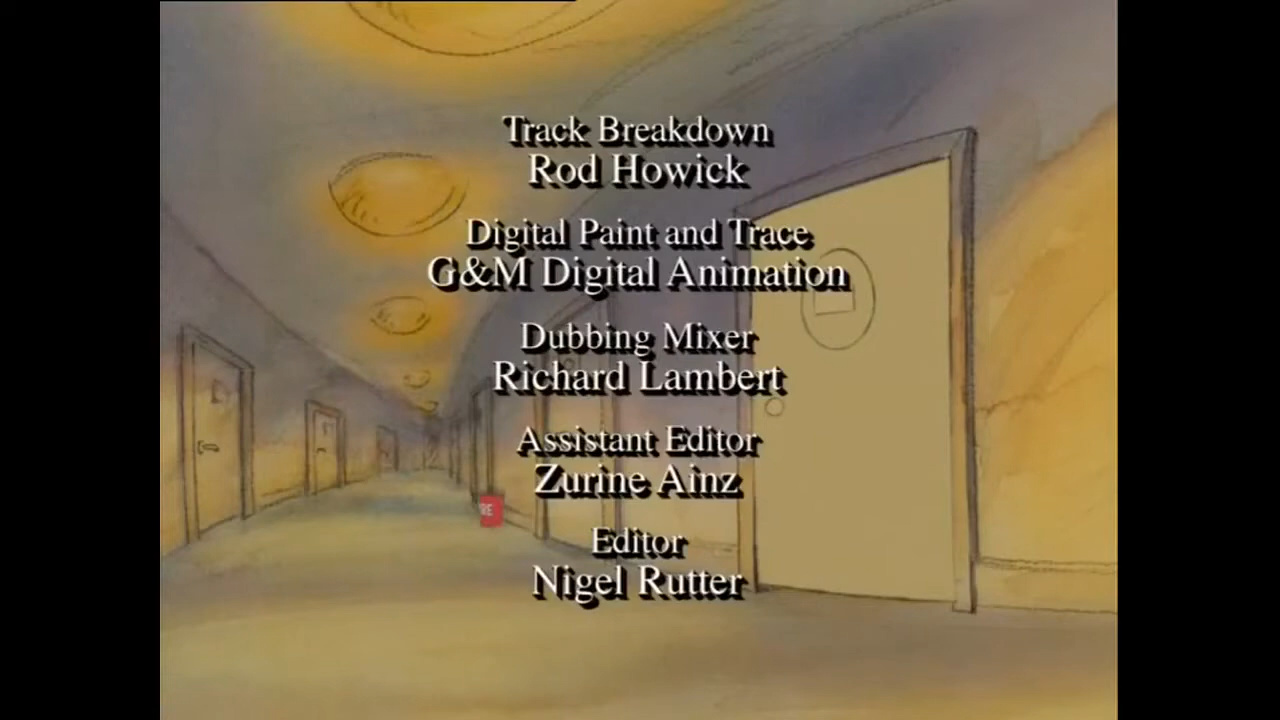 Track Breakdown
Rod Howick
Digital Paint and Trace
G&M Digital Animation
Dubbing Mixer
Richard Lambert
Assistant Editor
Zurine Ainz
Editor
Nigel Rutter
RE